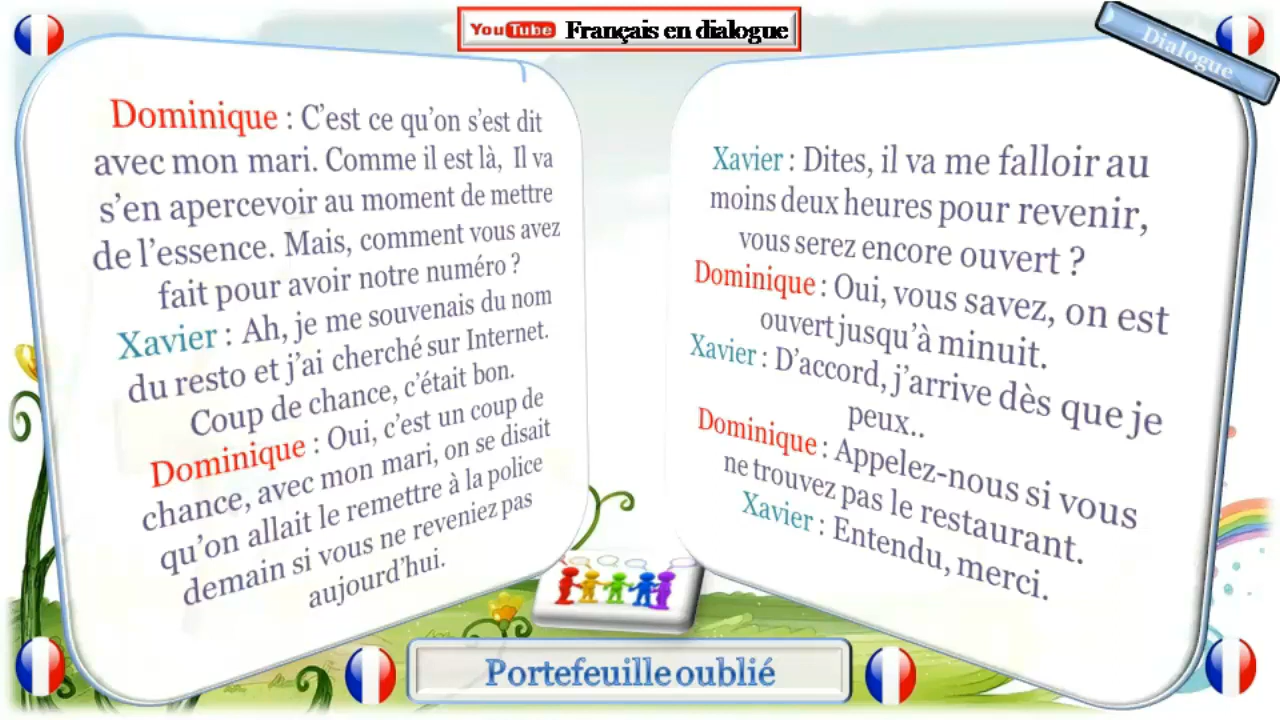 YouTube Français en dialogue
Dialogue
Dominique : C'est ce qu'on s'est dit
avec mon mari. Comme il est là, Il va
s'en apercevoir au moment de mettre
de l'essence. Mais, comment vous avez
fait pour avoir notre numéro ?
Xavier : Ah, je me souvenais du nom
du resto et j'ai cherché sur Internet.
Coup de chance, c'était bon.
Dominique : Oui, c'est un coup de
chance, avec mon mari, on se disait
qu'on allait le remettre à la police
demain si vous ne reveniez pas
aujourd'hui.
Xavier : Dites, il va me falloir au
moins deux heures pour revenir,
vous serez encore ouvert ?
Dominique : Oui, vous savez, on est
ouvert jusqu'à minuit.
Xavier : D'accord, j'arrive dès que je
peux..
Dominique : Appelez-nous si vous
ne trouvez pas le restaurant.
Xavier : Entendu, merci.
Portefeuille oublié